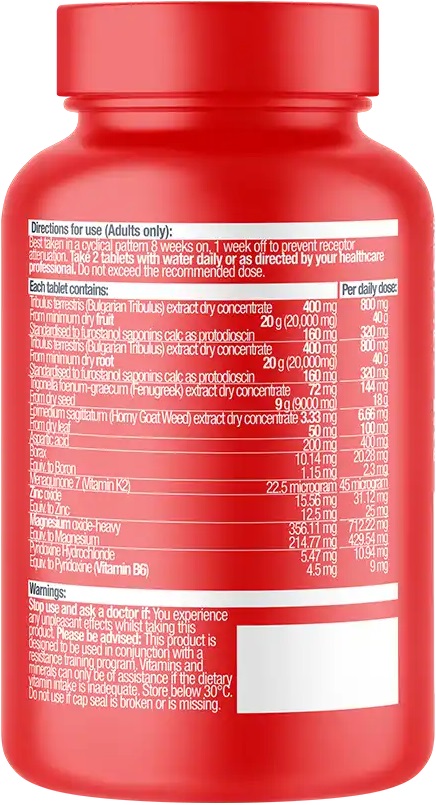 Directions for use (Adults only):
Best taken in a cyclical pattern 8 weeks on, 1 week off to prevent receptor
attenuation. Take 2 tablets with water daily or as directed by your healthcare
professional. Do not exceed the recommended dose.
Each tablet contains: Per daily dose:
Tribulus terrestris (Bulgarian Tribulus) extract dry concentrate 400 mg 800 mg
From minimum dry fruit 20 g (20,000 mg) 40 g
Standardised to furostanol saponins calc as protodioscin 160 mg 320 mg
Tribulus terrestris (Bulgarian Tribulus) extract dry concentrate 400 mg 800 mg
From minimum dry root 20 g (20,000 mg) 40 g
Standardised to furostanol saponins calc as protodioscin 160 mg 320 mg
Trigonella foenum-graecum (Fenugreek) extract dry concentrate 72 mg 144 mg
From dry seed 9 g (9000 mg) 18 g
Epimedium sagittatum (Horny Goat Weed) extract dry concentrate 3.33 mg 6.66 mg
From dry leaf 50 mg 100 mg
Aspartic acid 200 mg 400 mg
Borax 10.14 mg 20.28 mg
Equiv. to Boron 1.15 mg 2.3 mg
Menaquinone 7 (Vitamin K2) 22.5 microgram 45 microgram
Zinc oxide 15.56 mg 31.12 mg
Equiv. to Zinc 12.5 mg 25 mg
Magnesium oxide-heavy 356.11 mg 712.22 mg
Equiv. to Magnesium 214.77 mg 429.54 mg
Pyridoxine Hydrochloride 5.47 mg 10.94 mg
Equiv. to Pyridoxine (Vitamin B6) 4.5 mg 9 mg
Warnings:
Stop use and ask a doctor if: You experience
any unpleasant effects whilst taking this
product. Please be advised: This product is
designed to be used in conjunction with a
resistance training program. Vitamins and
minerals can only be of assistance if the dietary
vitamin intake is inadequate. Store below 30°C.
Do not use if cap seal is broken or is missing.